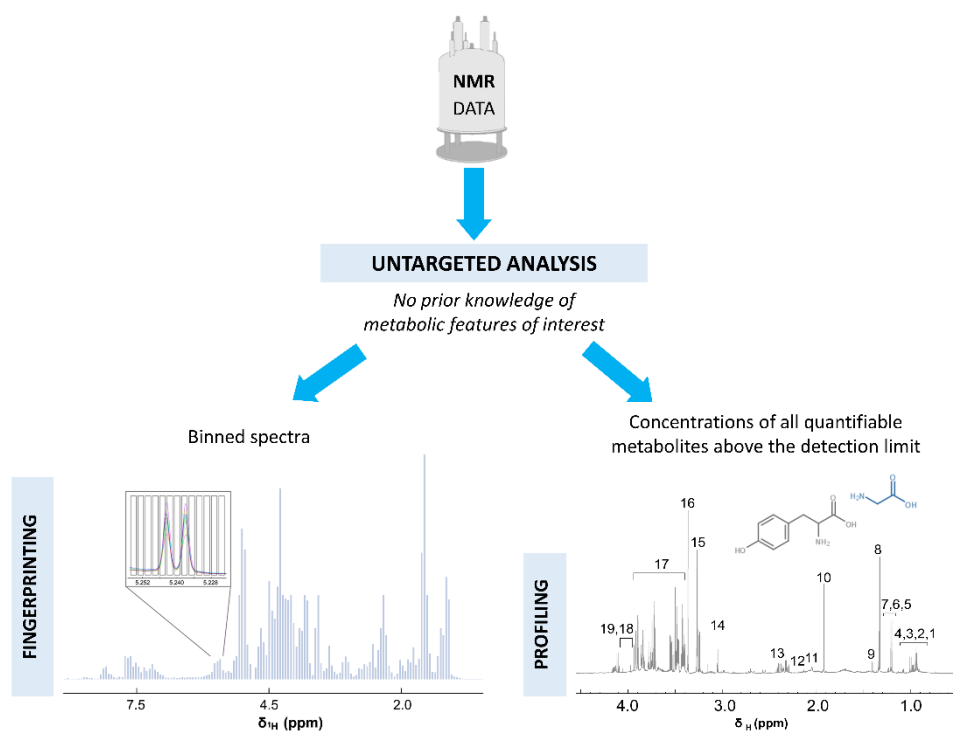 NMR
DATA
UNTARGETED ANALYSIS
No prior knowledge of
metabolic features of interest
Binned spectra
Concentrations of all quantifiable
metabolites above the detection limit
FINGERPRINTING
5.252 5.240 5.228
7.5 4.5 2.0
δ1H (ppm)
PROFILING
O
H2N
OH
O
OH
NH2
HO
16
15
17
8
10
7,6,5
19,18
14
4,3,2,1
13
12
11
9
4.0 3.0 2.0 1.0
δ H (ppm)